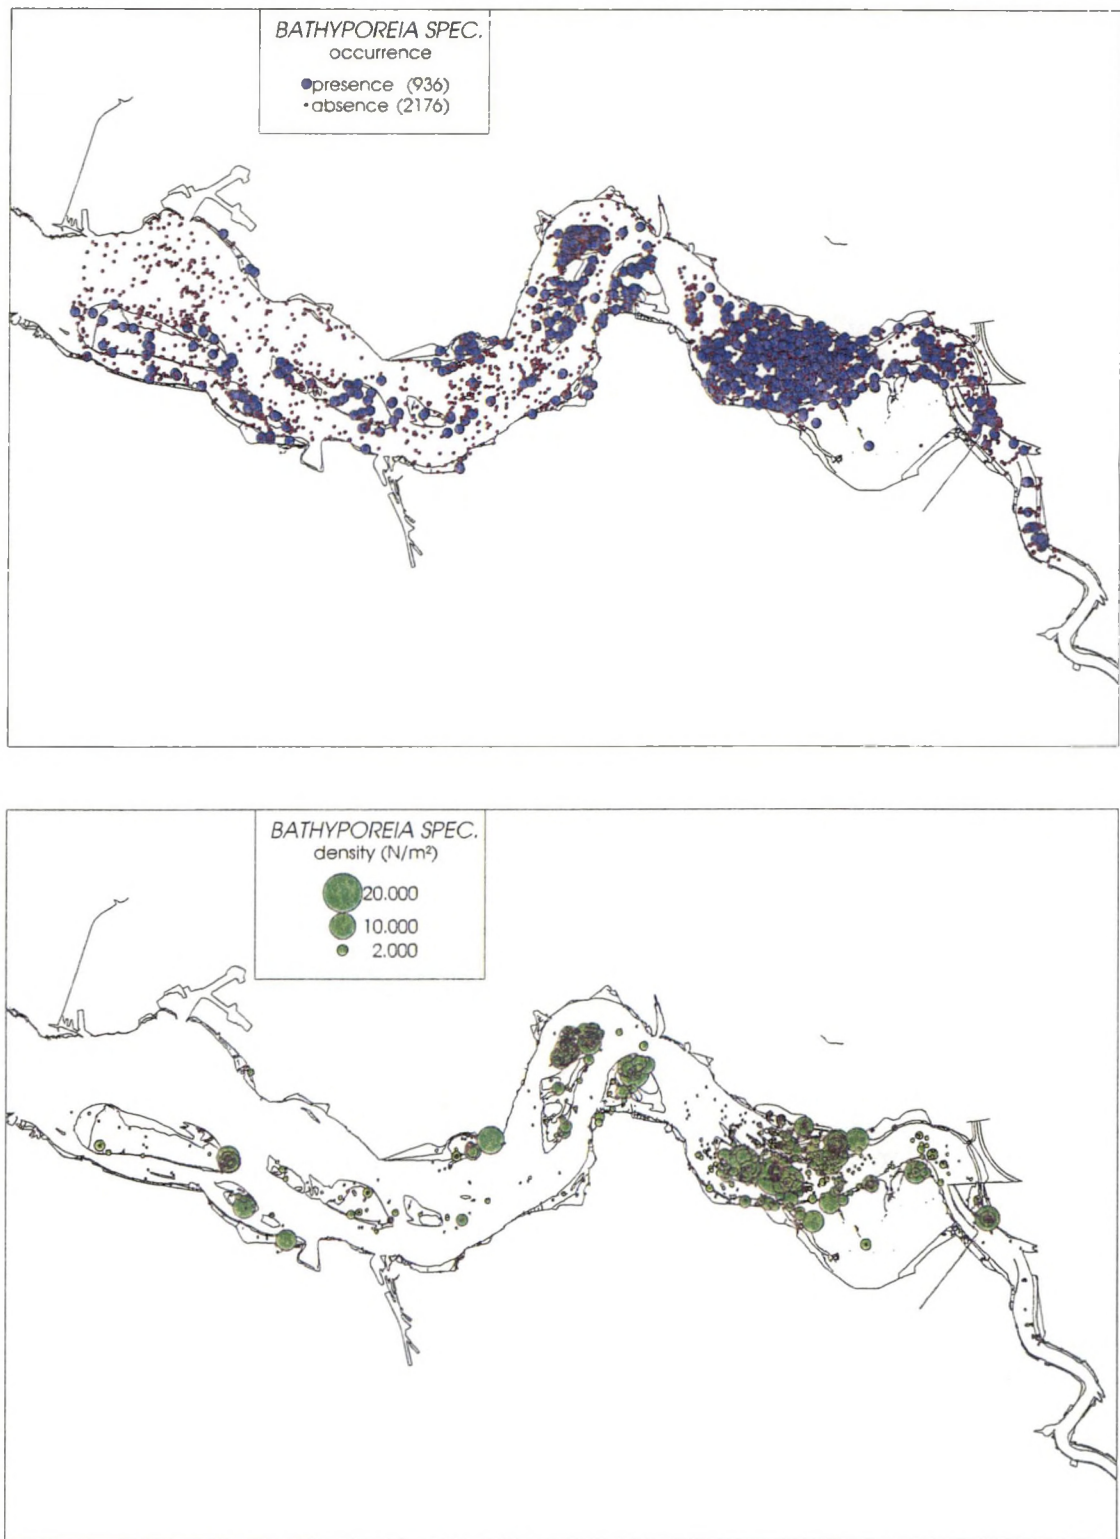 BATHYPOREIA SPEC.
occurrence
presence (936)
absence (2176)
BATHYPOREIA SPEC.
density (N/m²)
20.000
10.000
2.000